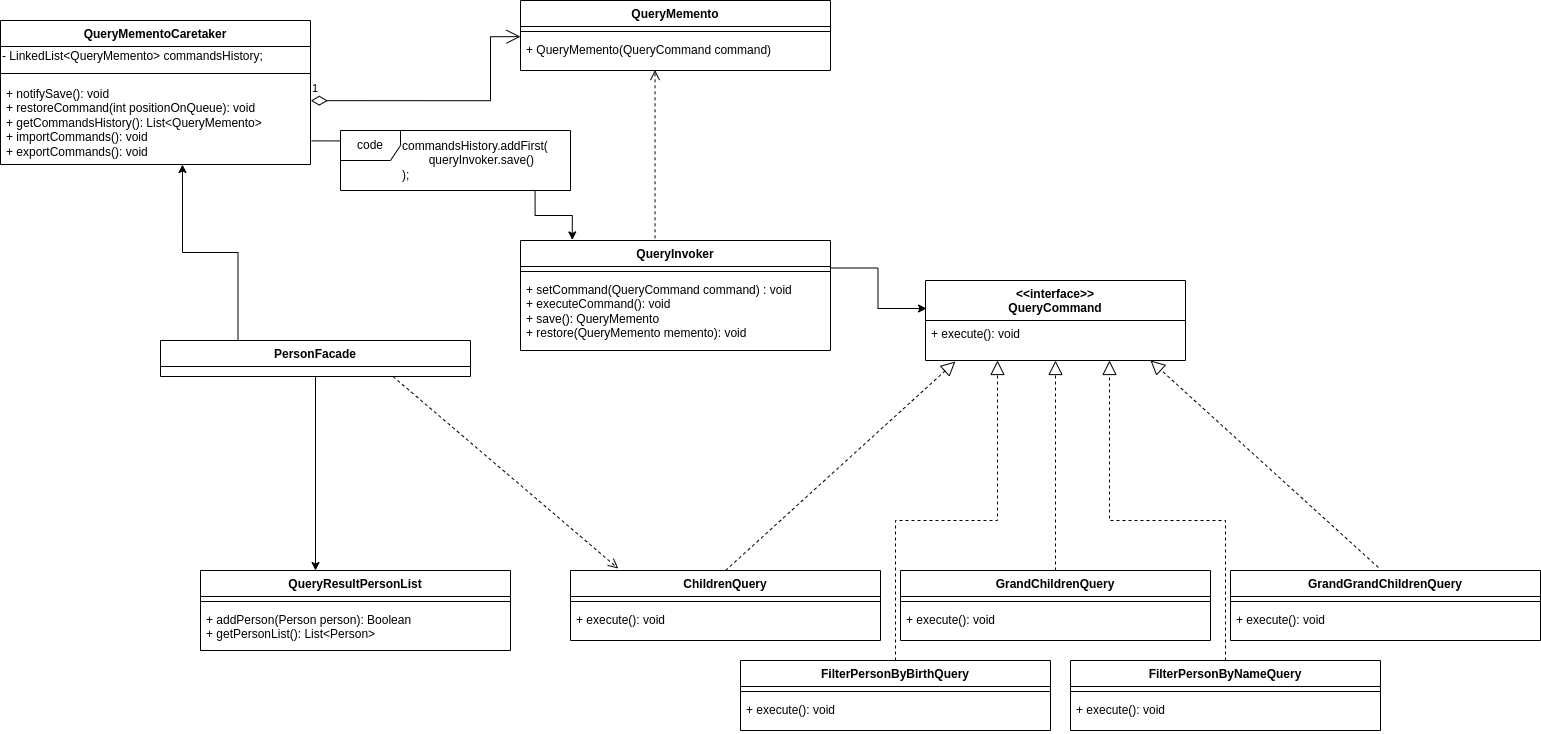 QueryMementoCaretaker
- LinkedList<QueryMemento> commandsHistory;
+ notifySave(): void
+ restoreCommand(int positionOnQueue): void
+ getCommandsHistory(): List<QueryMemento>
+ importCommands(): void
+ exportCommands(): void
1
QueryMemento
+ QueryMemento(QueryCommand command)
code
commandsHistory.addFirst(
queryInvoker.save()
);
QueryInvoker
+ setCommand(QueryCommand command) : void
+ executeCommand(): void
+ save(): QueryMemento
+ restore(QueryMemento memento): void
<<interface>>
QueryCommand
+ execute(): void
PersonFacade
QueryResultPersonList
+ addPerson(Person person): Boolean
+ getPersonList(): List<Person>
ChildrenQuery
+ execute(): void
GrandChildrenQuery
+ execute(): void
GrandGrandChildrenQuery
+ execute(): void
FilterPersonByBirthQuery
+ execute(): void
FilterPersonByNameQuery
+ execute(): void